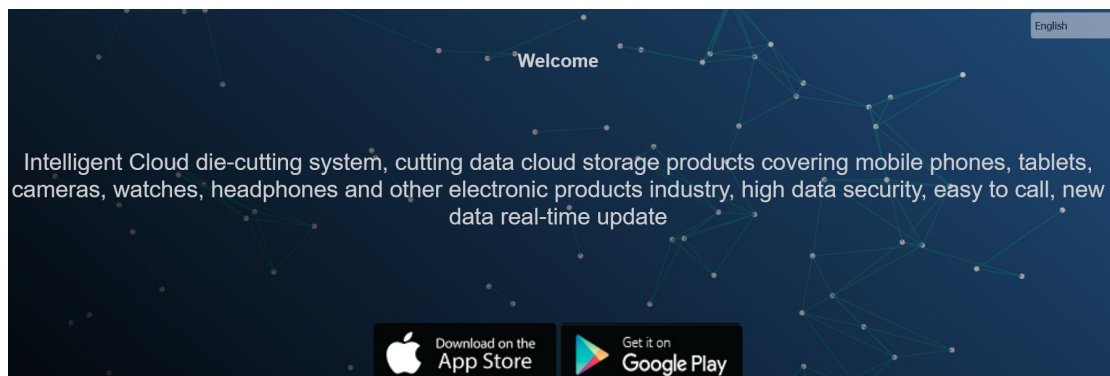 English
Welcome
Intelligent Cloud die-cutting system, cutting data cloud storage products covering mobile phones, tablets,
cameras, watches, headphones and other electronic products industry, high data security, easy to call, new
data real-time update
Download on the
App Store
Get it on
Google Play